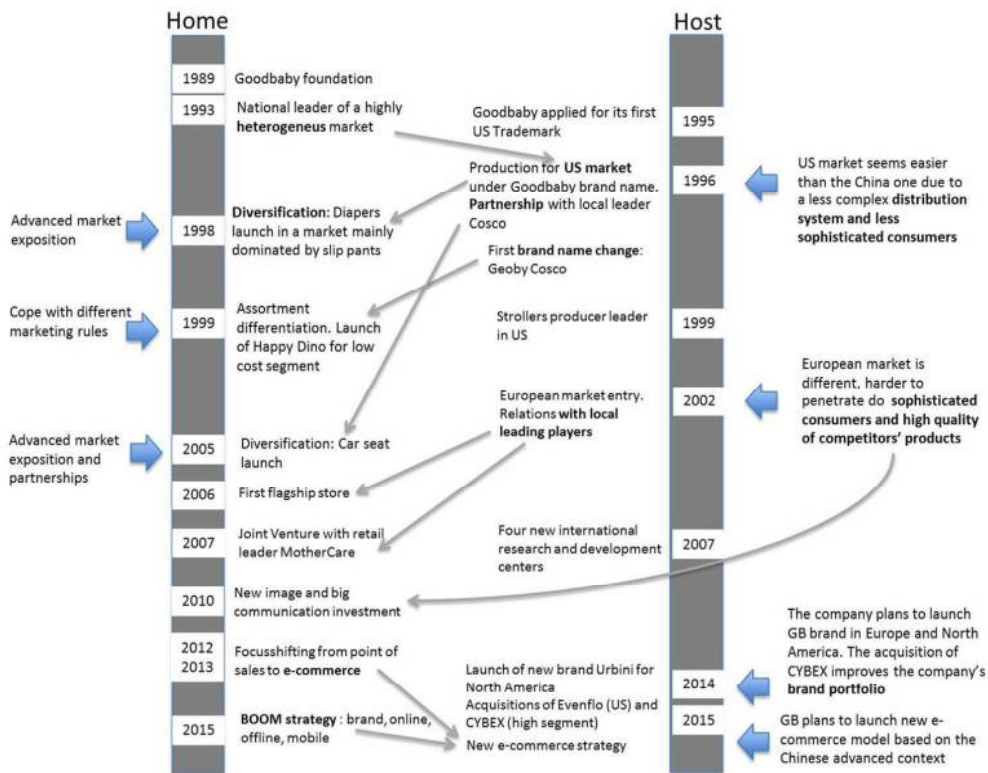 Home
Host
1989
Goodbaby foundation
1993
National leader of a highly
heterogeneus market
Goodbaby applied for its first
US Trademark
1995
Production for US market
under Goodbaby brand name.
Partnership with local leader
Cosco
1996
US market seems easier
than the China one due to
a less complex distribution
system and less
sophisticated consumers
Advanced market
exposition
1998
Diversification: Diapers
launch in a market mainly
dominated by slip pants
First brand name change:
Geoby Cosco
Cope with different
marketing rules
1999
Assortment
differentiation. Launch
of Happy Dino for low
cost segment
Strollers producer leader
in US
1999
European market entry.
Relations with local
leading players
2002
European market is
different, harder to
penetrate do sophisticated
consumers and high quality
of competitors' products
Advanced market
exposition and
partnerships
2005
Diversification: Car seat
launch
2006
First flagship store
2007
Joint Venture with retail
leader MotherCare
Four new international
research and development
centers
2007
2010
New image and big
communication investment
2012
2013
Focusshifting from point of
sales to e-commerce
Launch of new brand Urbini for
North America
Acquisitions of Evenflo (US) and
CYBEX (high segment)
2014
The company plans to launch
GB brand in Europe and North
America. The acquisition of
CYBEX improves the company's
brand portfolio
2015
BOOM strategy : brand, online,
offline, mobile
New e-commerce strategy
2015
GB plans to launch new e-
commerce model based on the
Chinese advanced context